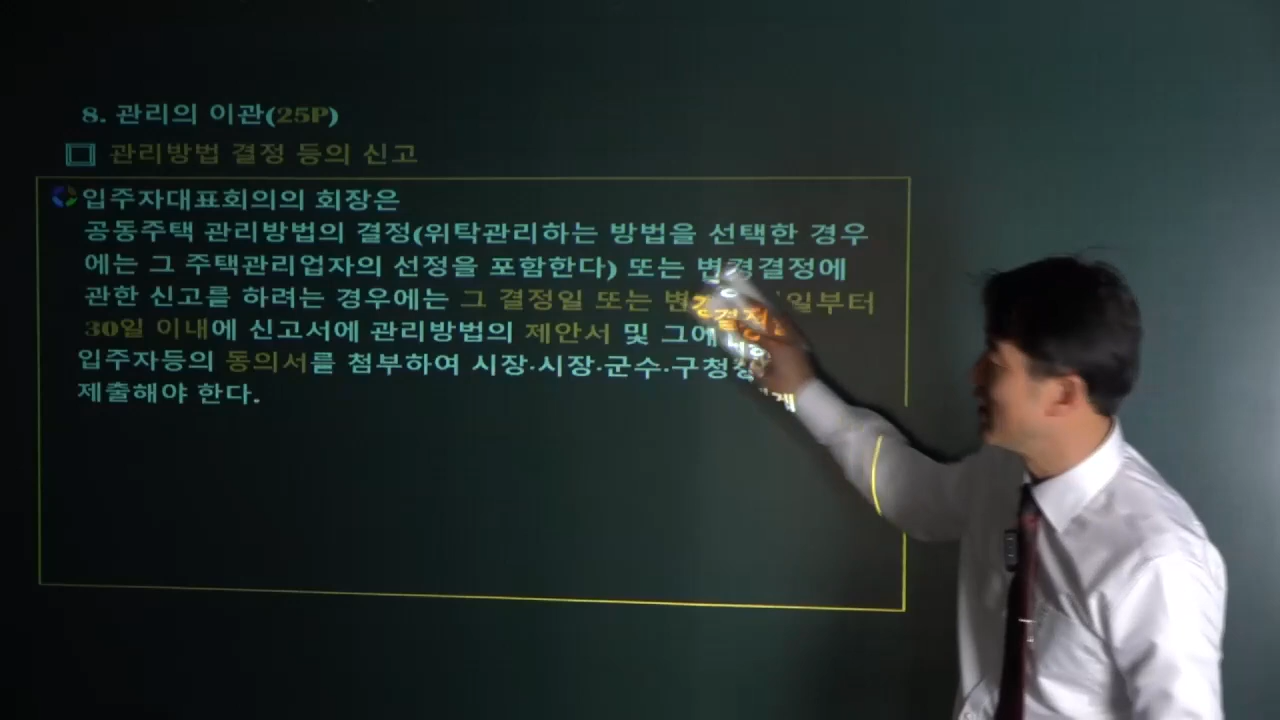 8. 관리의 이관(25P)
관리방법 결정 등의 신고
입주자대표회의의 회장은
공동주택 관리방법의 결정(위탁관리하는 방법을 선택한 경우
에는 그 주택관리업자의 선정을 포함한다) 또는 변경결정에
관한 신고를 하려는 경우에는 그 결정일 또는 변경결정일부터
30일 이내에 신고서에 관리방법의 제안서 및 그에 대한
입주자등의 동의서를 첨부하여 시장·시장·군수·구청장에게
제출해야 한다.